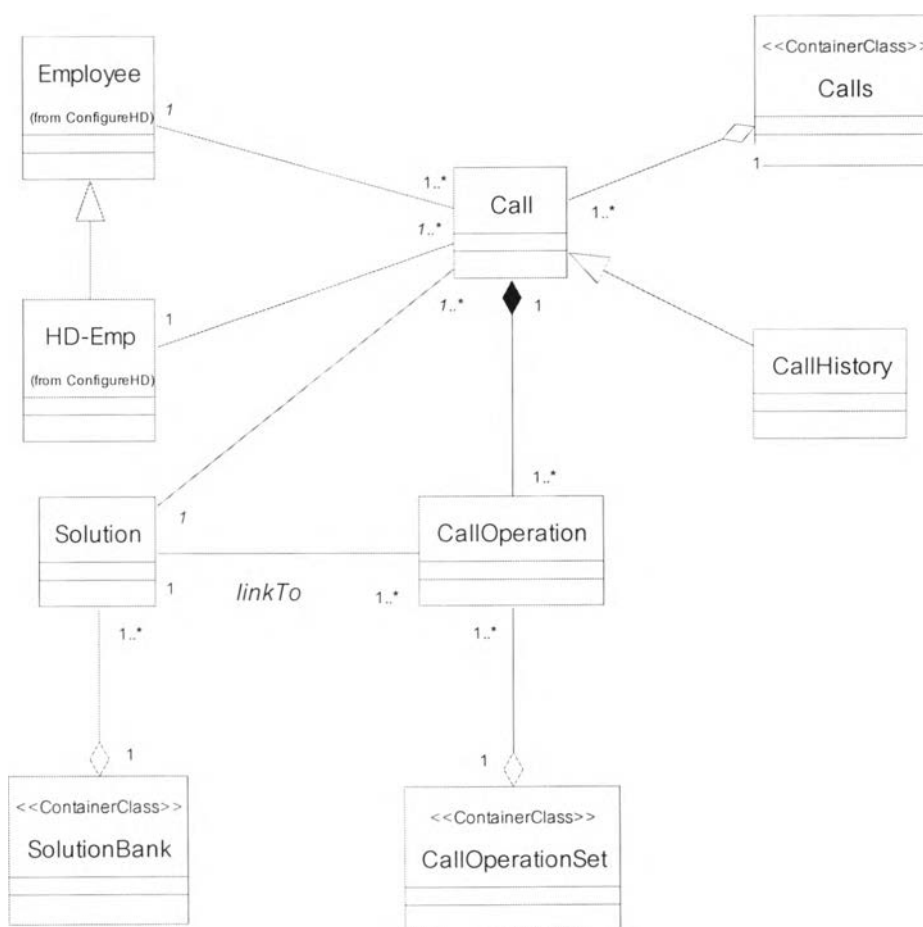 Employee
(from ConfigureHD)
1
<<ContainerClass>>
Calls
1
1..*
Call
1..*
1..*
1..*
1
HD-Emp
(from ConfigureHD)
1
CallHistory
1..*
Solution
1
CallOperation
1
linkTo
1..*
1..*
1..*
1
1
<<ContainerClass>>
SolutionBank
<<ContainerClass>>
CallOperationSet